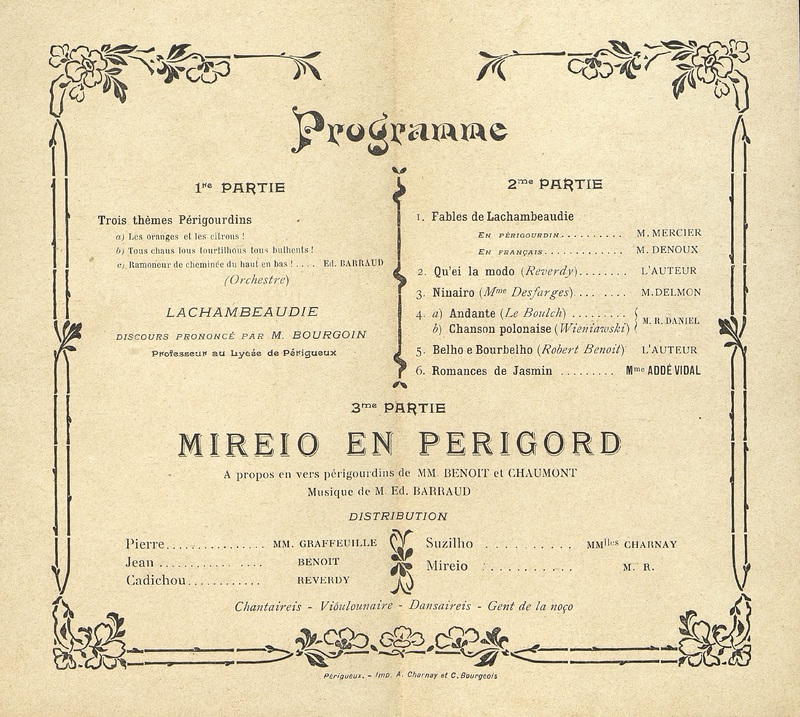 Programme
1re PARTIE
Trois thèmes Périgourdins
a) Les oranges et les citrons !
b) Tous chaus lous tourtilhous tous bulhents !
c) Ramoneur de cheminée du haut en bas ! .... Ed. BARRAUD
(Orchestre)
LACHAMBEAUDIE
DISCOURS PRONONCÉ PAR M. BOURGOIN
Professeur au Lycée de Périgueux
2me PARTIE
1. Fables de Lachambeaudie
EN PÉRIGOURDIN.......... M. MERCIER
EN FRANÇAIS............. M. DENOUX
2. Qu'ei la modo (Reverdy)........ L'AUTEUR
3. Ninairo (Mme Desfarges).... .... M. DELMON
4. a) Andante (Le Boulch) .........
b) Chanson polonaise (Wieniawski) M. R. DANIEL
5. Belho e Bourbelho (Robert Benoit) L'AUTEUR
6. Romances de Jasmin ......... Mme ADDÉ VIDAL
3me PARTIE
MIREIO EN PERIGORD
A propos en vers périgourdins de MM. BENOIT et CHAUMONT
Musique de M. Ed. BARRAUD
DISTRIBUTION
Pierre............... MM. GRAFFEUILLE
Jean ............... BENOIT
Cadichou........... REVERDY
Suzilho .......... MMlles CHARNAY
Mireio .......... M. R.
Chantaireis - Vióulounaire - Dansaireis - Gent de la noço
Périgueux. - Imp. A. Charnay et C. Bourgeois